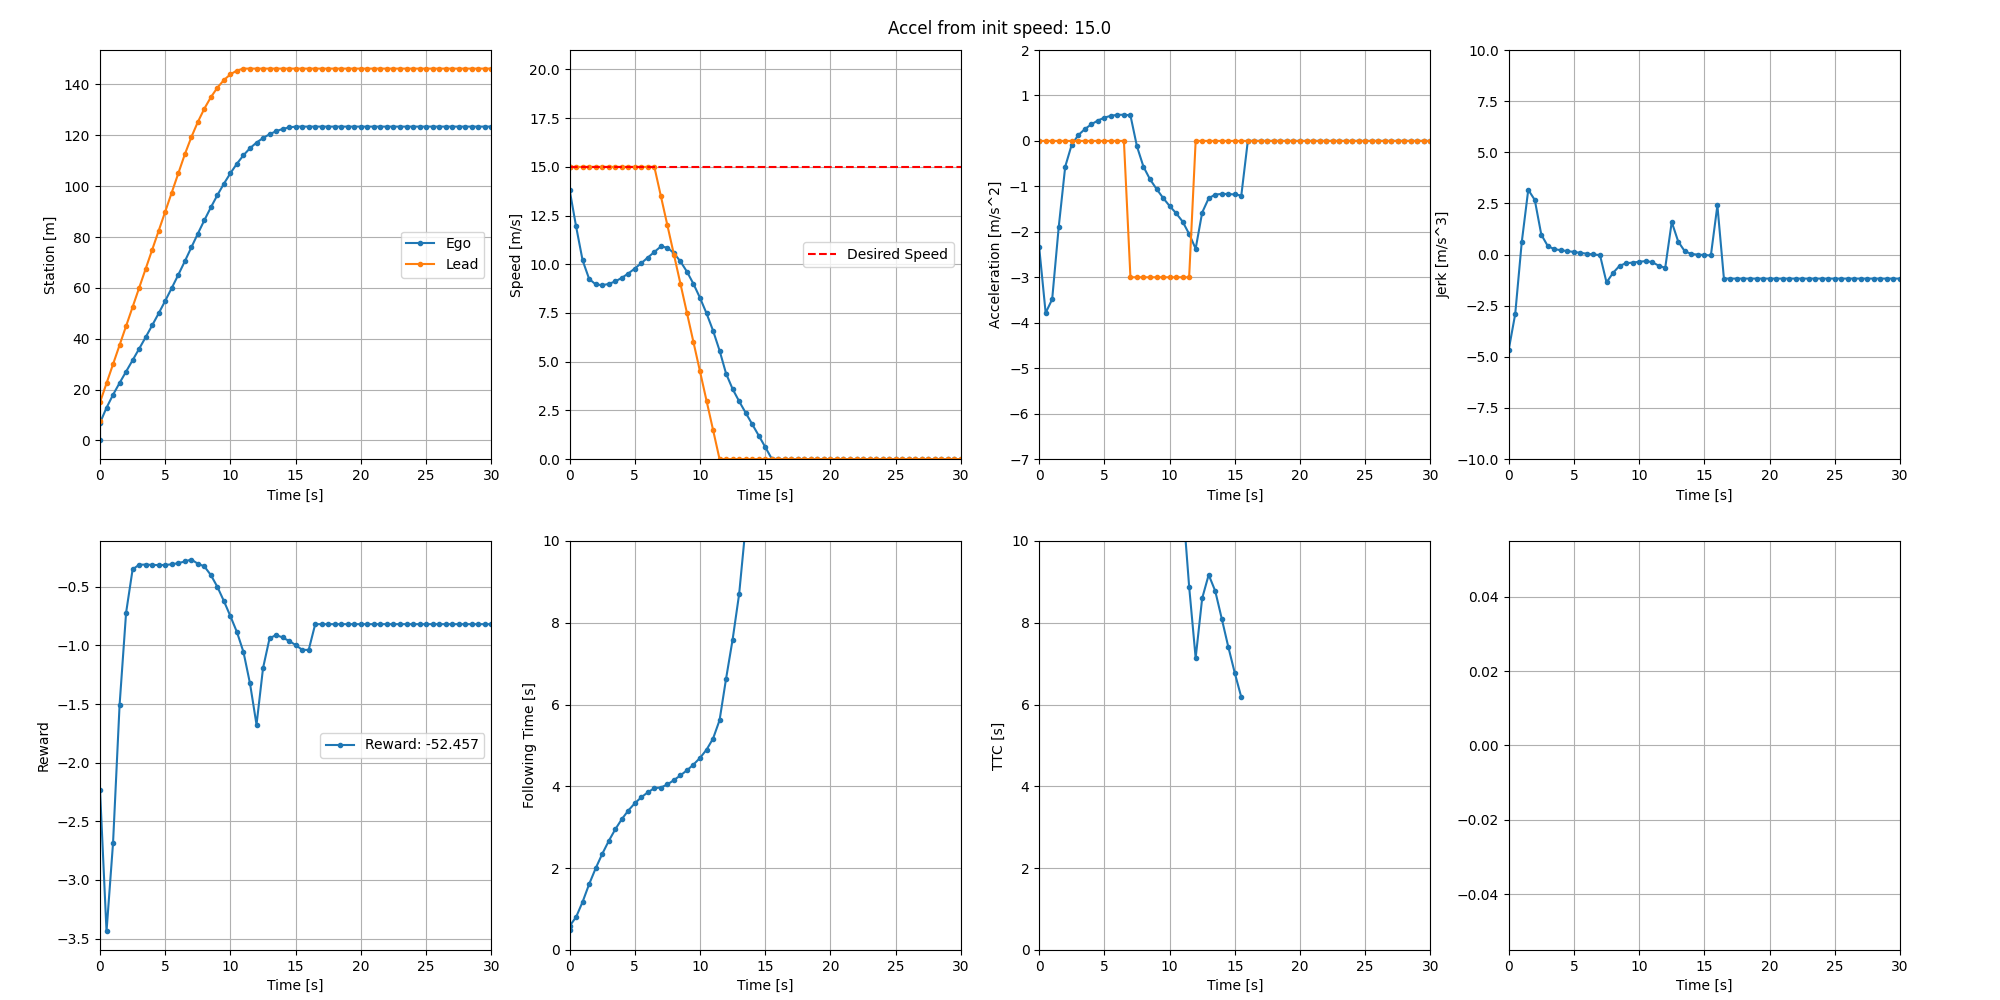 Accel from init speed: 15.0
Station [m]
140
120
100
80
60
40
20
0
Ego
Lead
0 5 10 15 20 25 30
Time [s]
Speed [m/s]
20.0
17.5
15.0
12.5
10.0
7.5
5.0
2.5
0.0
Desired Speed
0 5 10 15 20 25 30
Time [s]
Acceleration [m/s^2]
2
1
0
−1
−2
−3
−4
−5
−6
−7
0 5 10 15 20 25 30
Time [s]
Jerk [m/s^3]
10.0
7.5
5.0
2.5
0.0
−2.5
−5.0
−7.5
−10.0
0 5 10 15 20 25 30
Time [s]
Reward
−0.5
−1.0
−1.5
−2.0
−2.5
−3.0
−3.5
Reward: -52.457
0 5 10 15 20 25 30
Time [s]
Following Time [s]
10
8
6
4
2
0
0 5 10 15 20 25 30
Time [s]
TTC [s]
10
8
6
4
2
0
0 5 10 15 20 25 30
Time [s]
0.04
0.02
0.00
−0.02
−0.04
0 5 10 15 20 25 30
Time [s]